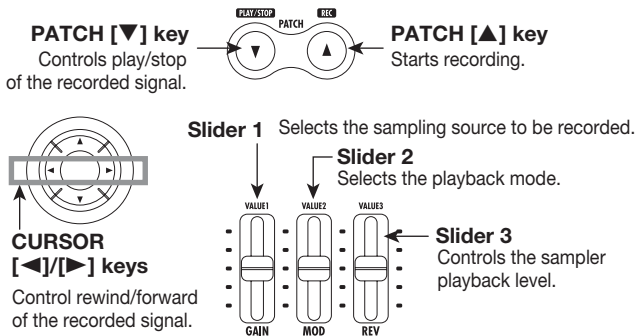 PATCH [▼] key
Controls play/stop
of the recorded signal.
PLAY/STOP
PATCH
REC
PATCH [▲] key
Starts recording.
Slider 1
Selects the sampling source to be recorded.
Slider 2
Selects the playback mode.
VALUE1
VALUE2
VALUE3
Slider 3
Controls the sampler
playback level.
CURSOR
[◀]/[▶] keys
Control rewind/forward
of the recorded signal.
GAIN
MOD
REV